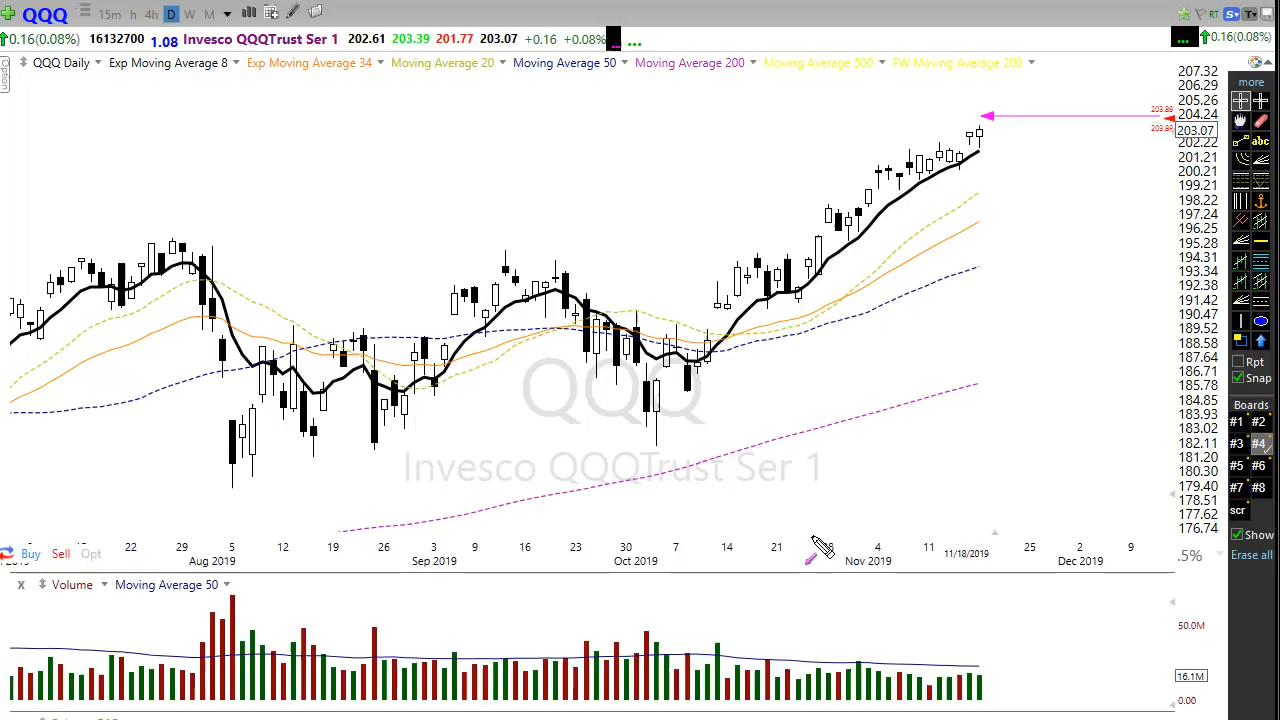 QQQ 15m h 4h D W M RT S T
0.16(0.08%) 16132700 1.08 Invesco QQQTrust Ser 1 202.61 203.39 201.77 203.07 +0.16 +0.08% ... ... 0.16(0.08%)
Option
QQQ Daily Exp Moving Average 8 Exp Moving Average 34 Moving Average 20 Moving Average 50 Moving Average 200 Moving Average 500 FW Moving Average 200
207.32
206.29
205.26
204.24
203.89
203.07
202.22
201.21
200.21
199.21
198.22
197.24
196.25
195.28
194.31
193.34
192.38
191.42
190.47
189.52
188.58
187.64
186.71
185.78
184.85
183.93
183.02
182.11
181.20
180.30
179.40
178.51
177.62
176.74
QQQ
Invesco QQQTrust Ser 1
more
abc
Rpt
Snap
Boards
#1 #2
#3 #4
#5 #6
#7 #8
scr
Show
Erase all
Buy Sell Opt
22 29 5 12 19 26 3 9 16 23 30 7 14 21 4 11 11/18/2019 25 2 9
Aug 2019 Sep 2019 Oct 2019 Nov 2019 Dec 2019
.5%
x Volume Moving Average 50
50.0M
16.1M
0.00